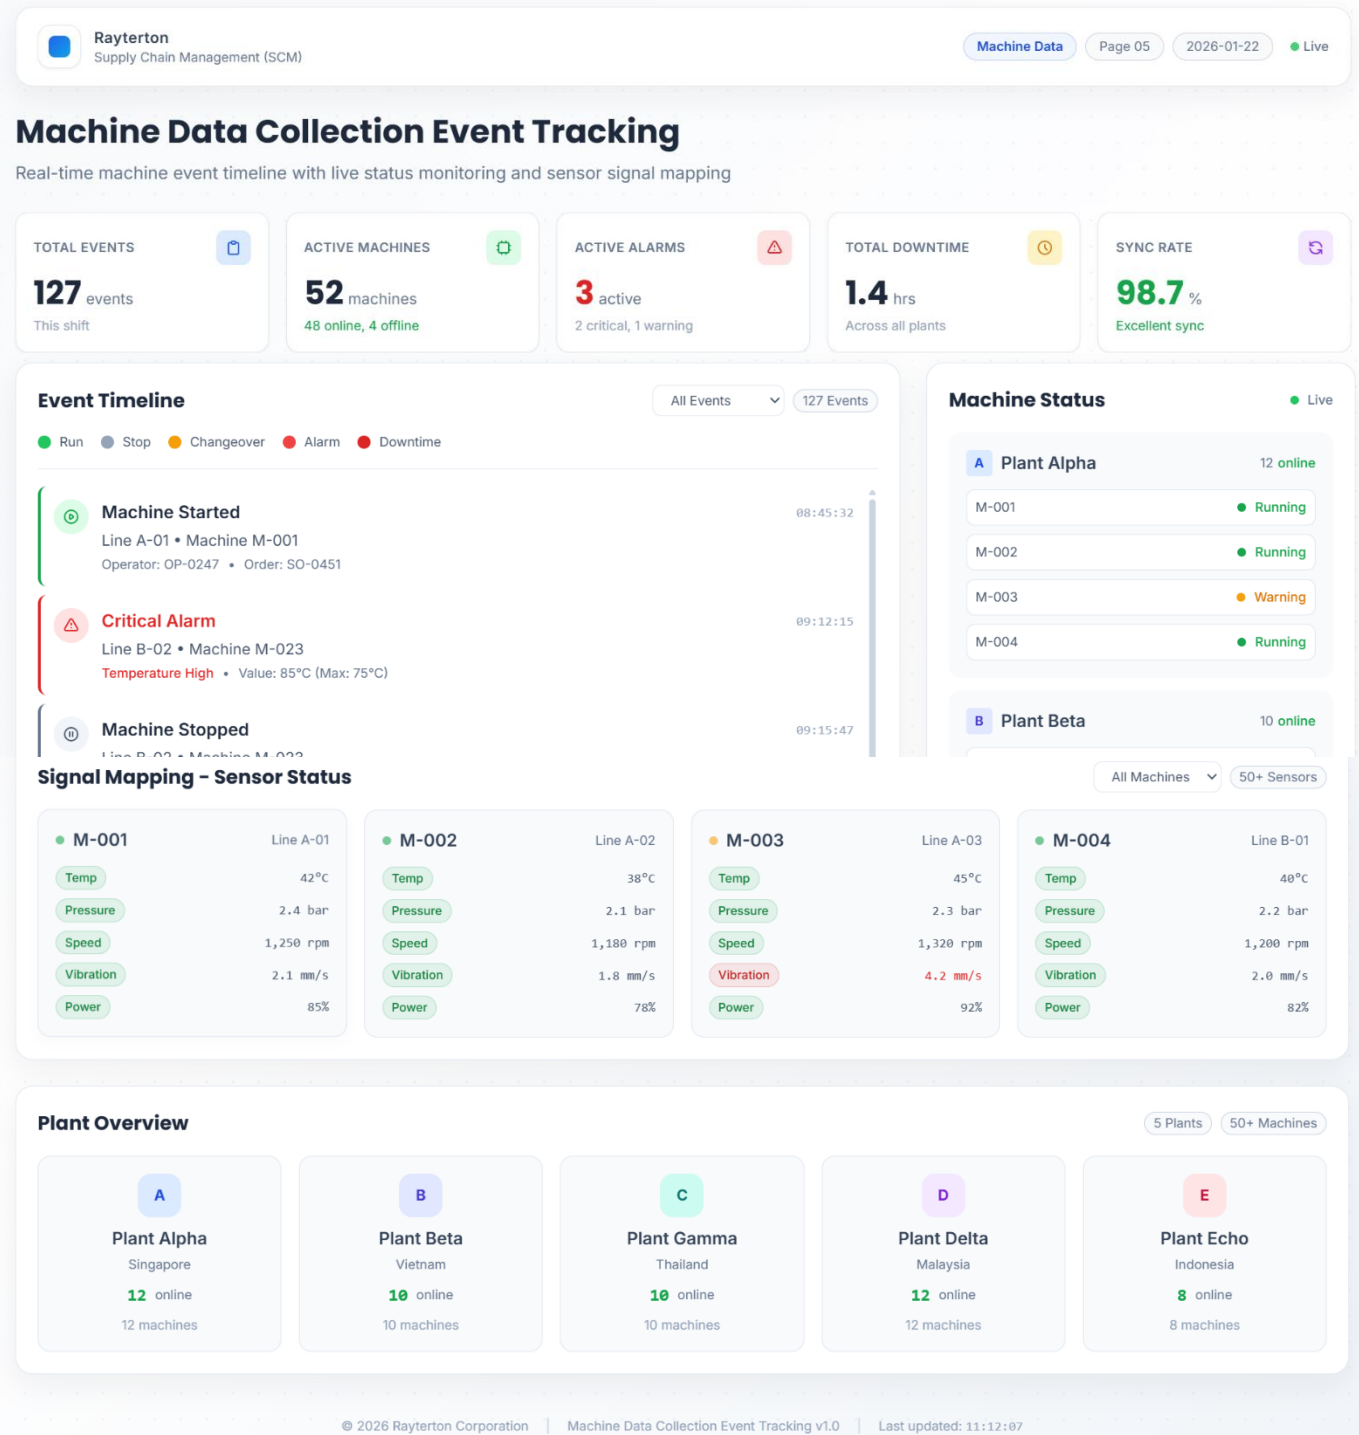 Rayterton
Supply Chain Management (SCM)
Machine Data
Page 05
2026-01-22
Live
Machine Data Collection Event Tracking
Real-time machine event timeline with live status monitoring and sensor signal mapping
TOTAL EVENTS
127 events
This shift
ACTIVE MACHINES
52 machines
48 online, 4 offline
ACTIVE ALARMS
3 active
2 critical, 1 warning
TOTAL DOWNTIME
1.4 hrs
Across all plants
SYNC RATE
98.7 %
Excellent sync
Event Timeline
All Events
127 Events
Run
Stop
Changeover
Alarm
Downtime
Machine Started
08:45:32
Line A-01 • Machine M-001
Operator: OP-0247 • Order: SO-0451
Critical Alarm
09:12:15
Line B-02 • Machine M-023
Temperature High • Value: 85°C (Max: 75°C)
Machine Stopped
09:15:47
Line B-02 • Machine M-023
Machine Status
Live
A
Plant Alpha
12 online
M-001
Running
M-002
Running
M-003
Warning
M-004
Running
B
Plant Beta
10 online
Signal Mapping - Sensor Status
All Machines
50+ Sensors
M-001
Line A-01
Temp
42°C
Pressure
2.4 bar
Speed
1,250 rpm
Vibration
2.1 mm/s
Power
85%
M-002
Line A-02
Temp
38°C
Pressure
2.1 bar
Speed
1,180 rpm
Vibration
1.8 mm/s
Power
78%
M-003
Line A-03
Temp
45°C
Pressure
2.3 bar
Speed
1,320 rpm
Vibration
4.2 mm/s
Power
92%
M-004
Line B-01
Temp
40°C
Pressure
2.2 bar
Speed
1,200 rpm
Vibration
2.0 mm/s
Power
82%
Plant Overview
5 Plants
50+ Machines
A
Plant Alpha
Singapore
12 online
12 machines
B
Plant Beta
Vietnam
10 online
10 machines
C
Plant Gamma
Thailand
10 online
10 machines
D
Plant Delta
Malaysia
12 online
12 machines
E
Plant Echo
Indonesia
8 online
8 machines
© 2026 Rayterton Corporation | Machine Data Collection Event Tracking v1.0 | Last updated: 11:12:07